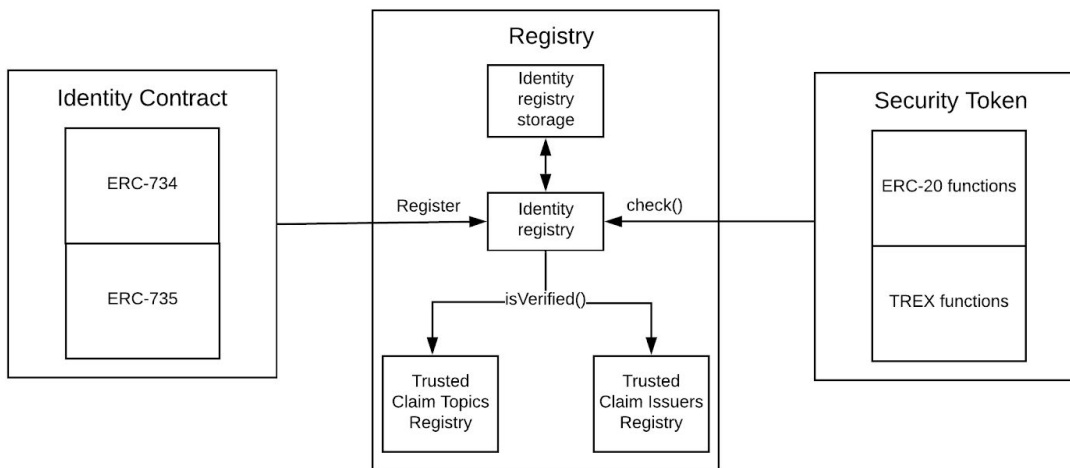 Identity Contract
ERC-734
ERC-735
Registry
Identity
registry
storage
Register
Identity
registry
check()
isVerified()
Trusted
Claim Topics
Registry
Trusted
Claim Issuers
Registry
Security Token
ERC-20 functions
TREX functions